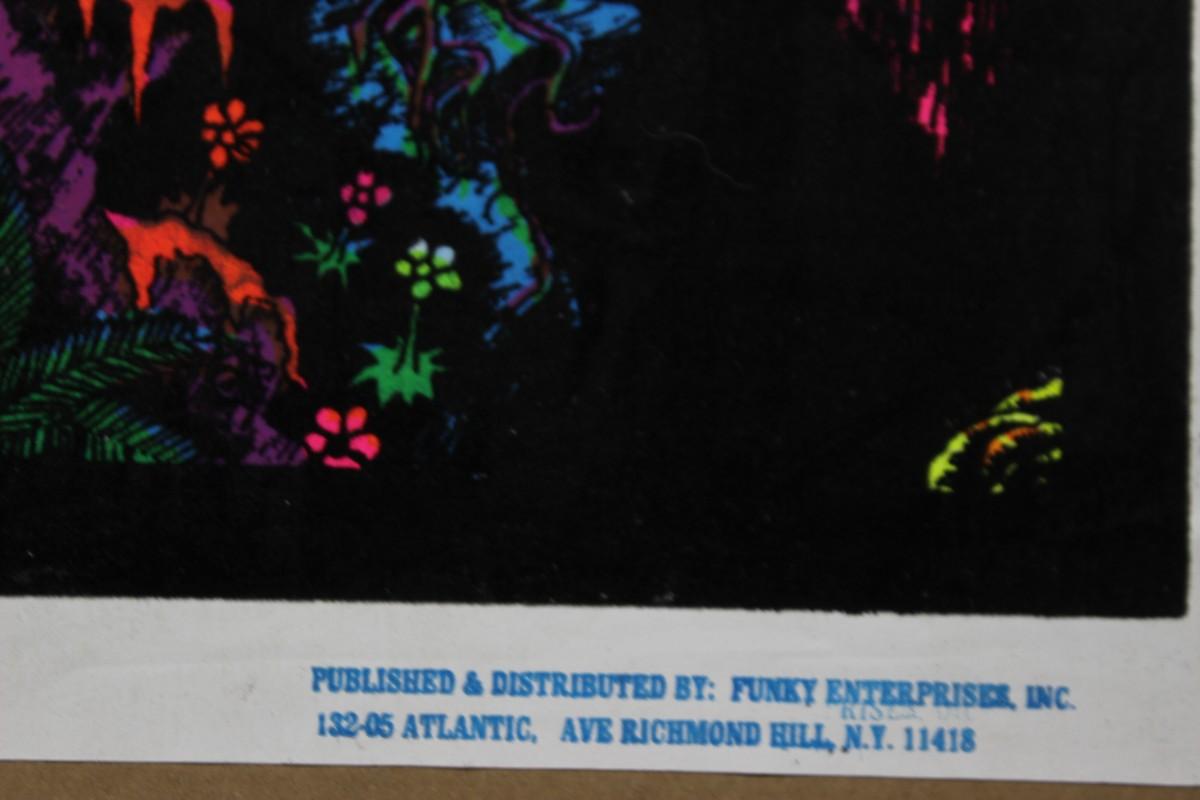 PUBLISHED & DISTRIBUTED BY: FUNKY ENTERPRISES, INC.
132-05 ATLANTIC, AVE RICHMOND HILL, N.Y. 11418